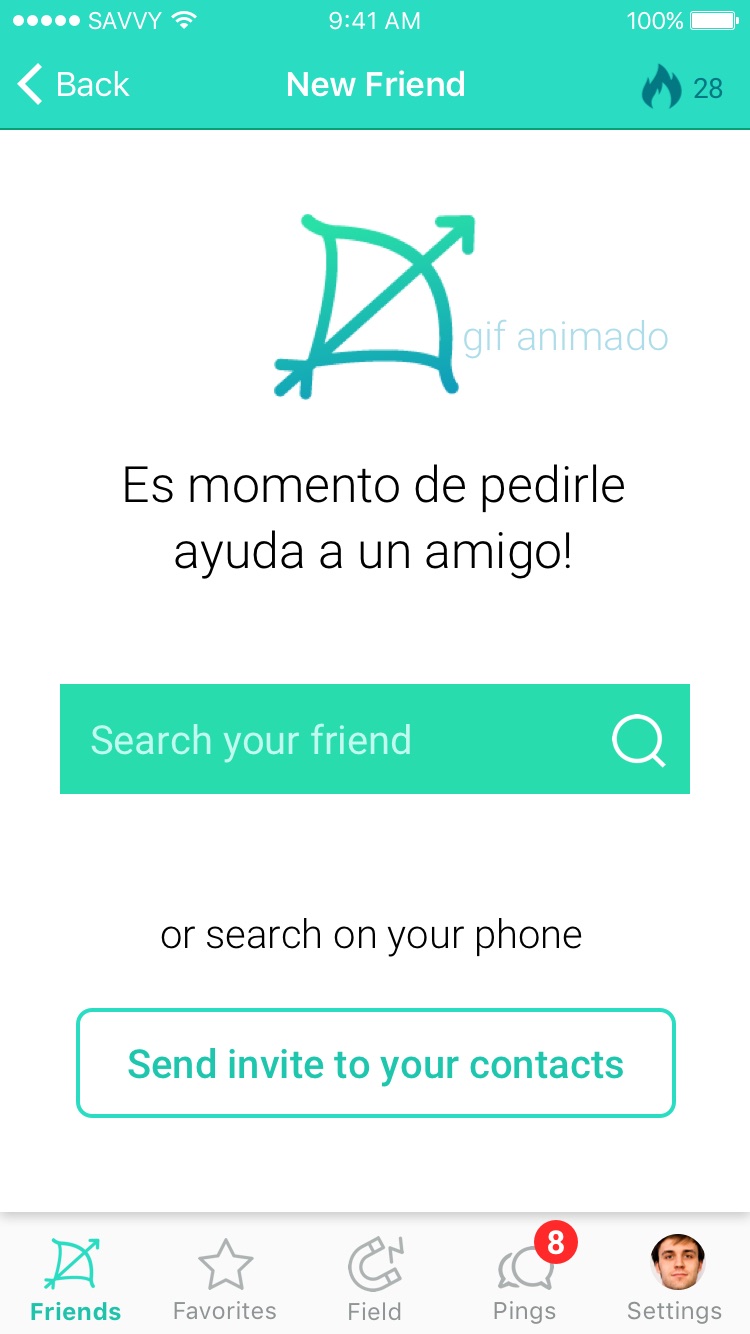 SAVVY 9:41 AM 100%
Back New Friend 28
gif animado
Es momento de pedirle
ayuda a un amigo!
Search your friend
or search on your phone
Send invite to your contacts
8
Friends Favorites Field Pings Settings